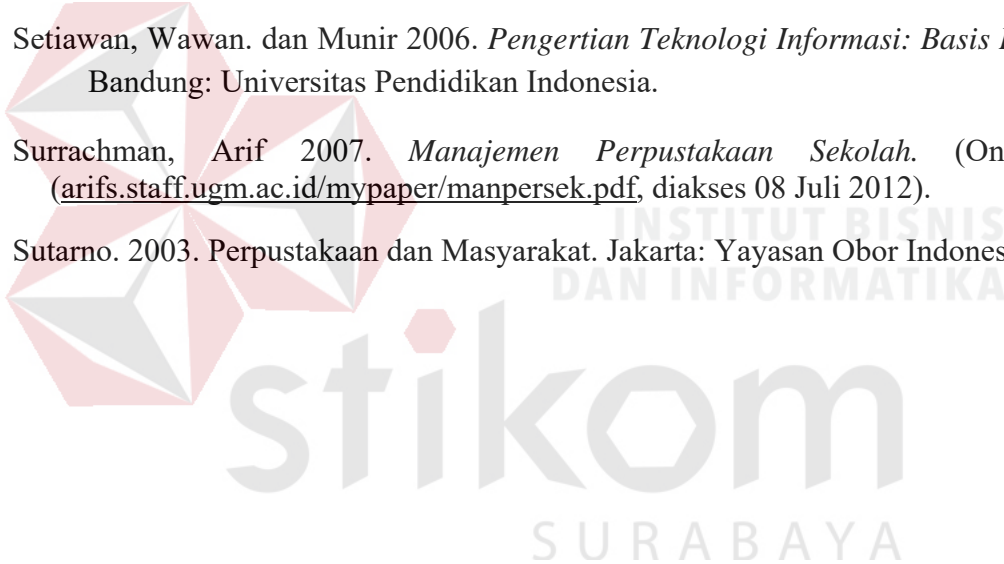 Setiawan, Wawan. dan Munir 2006. Pengertian Teknologi Informasi: Basis
Bandung: Universitas Pendidikan Indonesia.
Surrachman, Arif 2007. Manajemen Perpustakaan Sekolah. (On
(arifs.staff.ugm.ac.id/mypaper/manpersek.pdf, diakses 08 Juli 2012).
Sutarno. 2003. Perpustakaan dan Masyarakat. Jakarta: Yayasan Obor Indones
INSTITUT BISNIS
DAN INFORMATIKA
stikom
SURABAYA